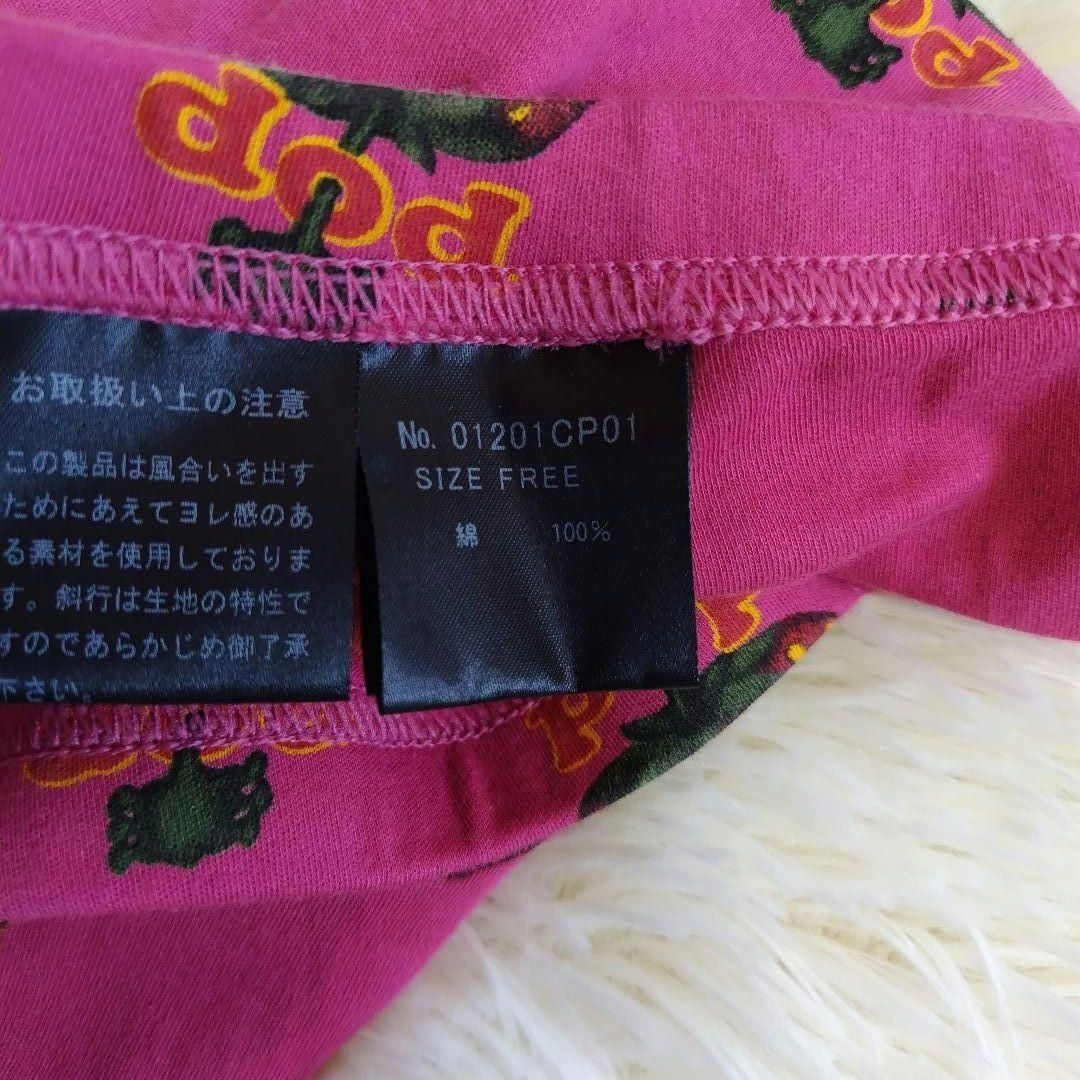 POP
お取扱い上の注意
この製品は風合いを出す
ためにあえてヨレ感のあ
る素材を使用しておりま
す。斜行は生地の特性で
すのであらかじめ御了承
下さい。
No. 01201CP01
SIZE FREE
綿 100%